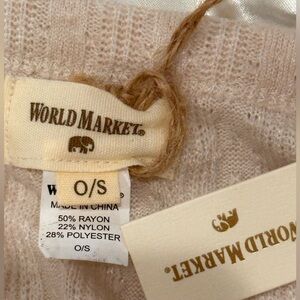 WORLD MARKET®
O/S
MADE IN CHINA
50% RAYON
22% NYLON
28% POLYESTER
O/S
WORLD MARKET®